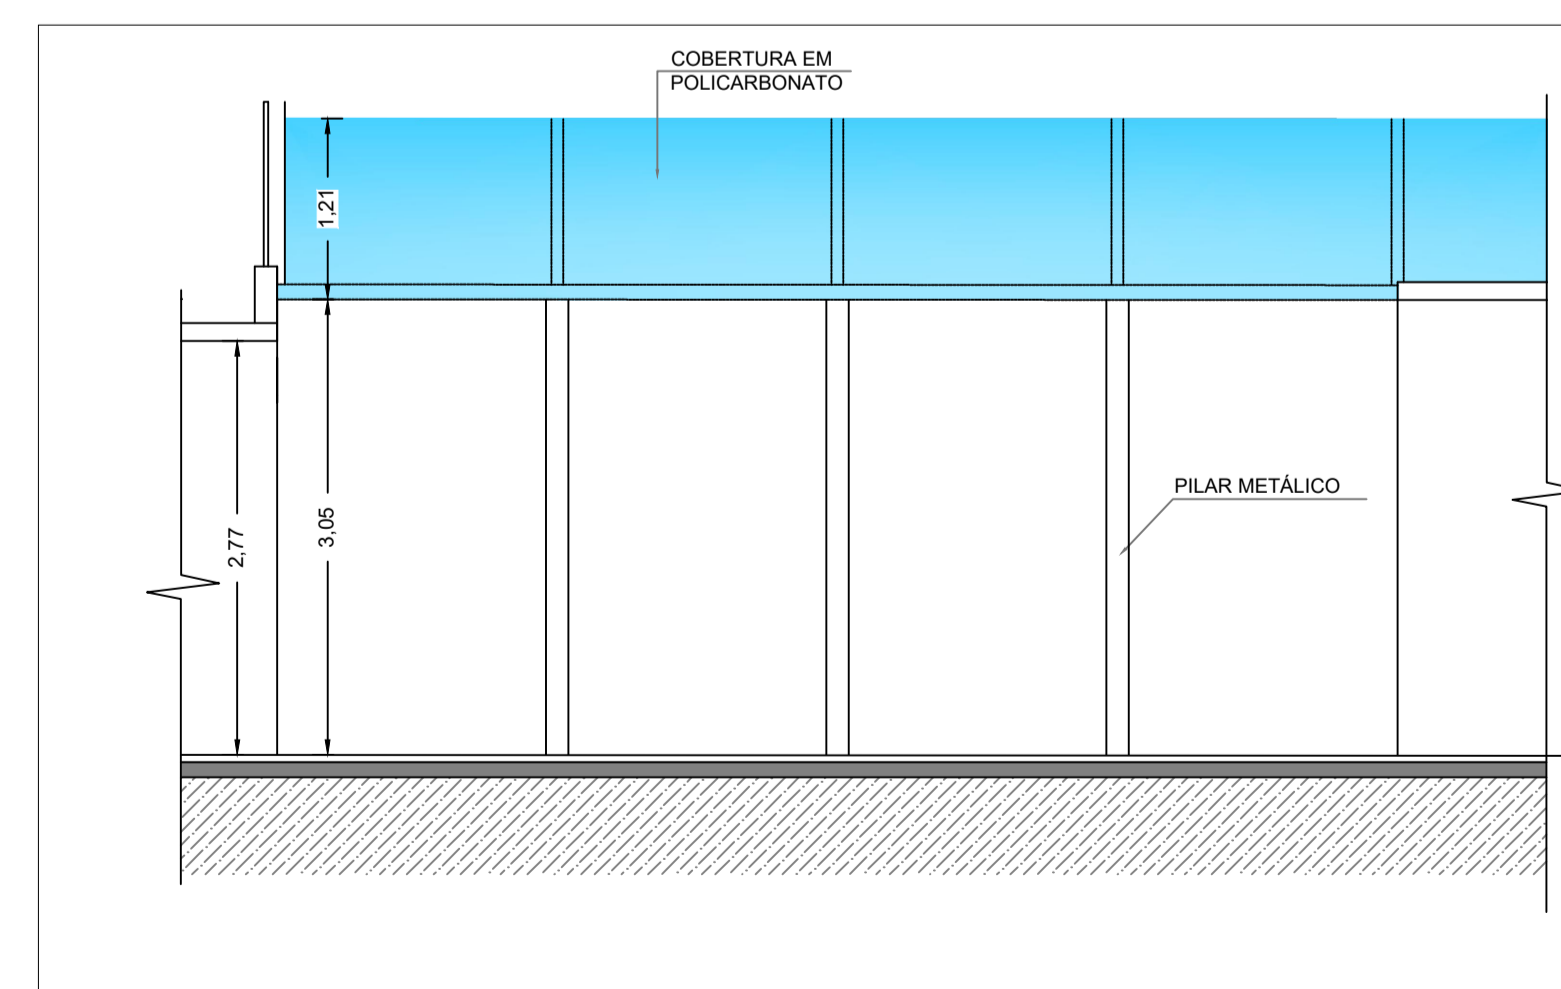 COBERTURA EM
POLICARBONATO
1,21
PILAR METÁLICO
3,05
2,77